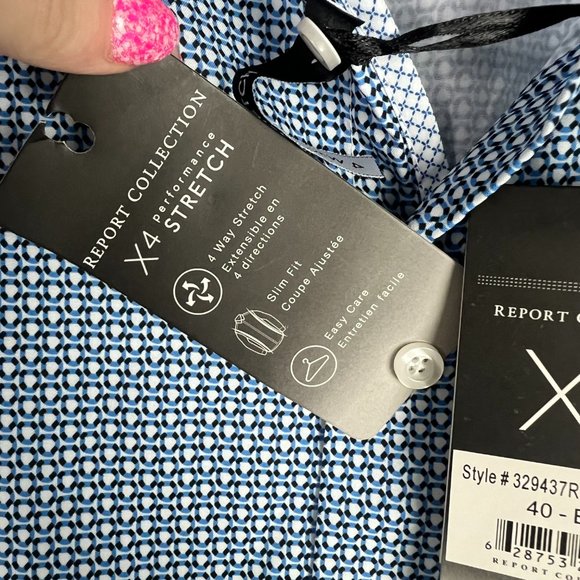 REPORT COLLECTION
X4
Performance
STRETCH
4 Way Stretch
Extensible en
4 directions
Slim Fit
Coupe Ajustée
Easy Care
Entretien facile
REPORT C
X
Style # 329437R
40 - B
6 28753
REPORT C